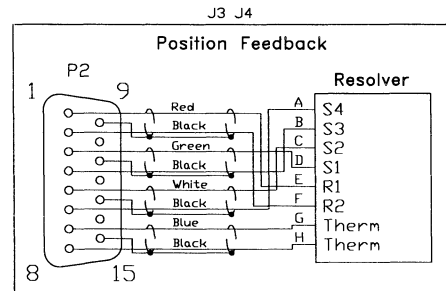 J3 J4
Position Feedback
P2
Resolver
1 9
Red
Black
Green
Black
White
Black
Blue
Black
8 15
A S4
B S3
C S2
D S1
E R1
F R2
G Therm
H Therm